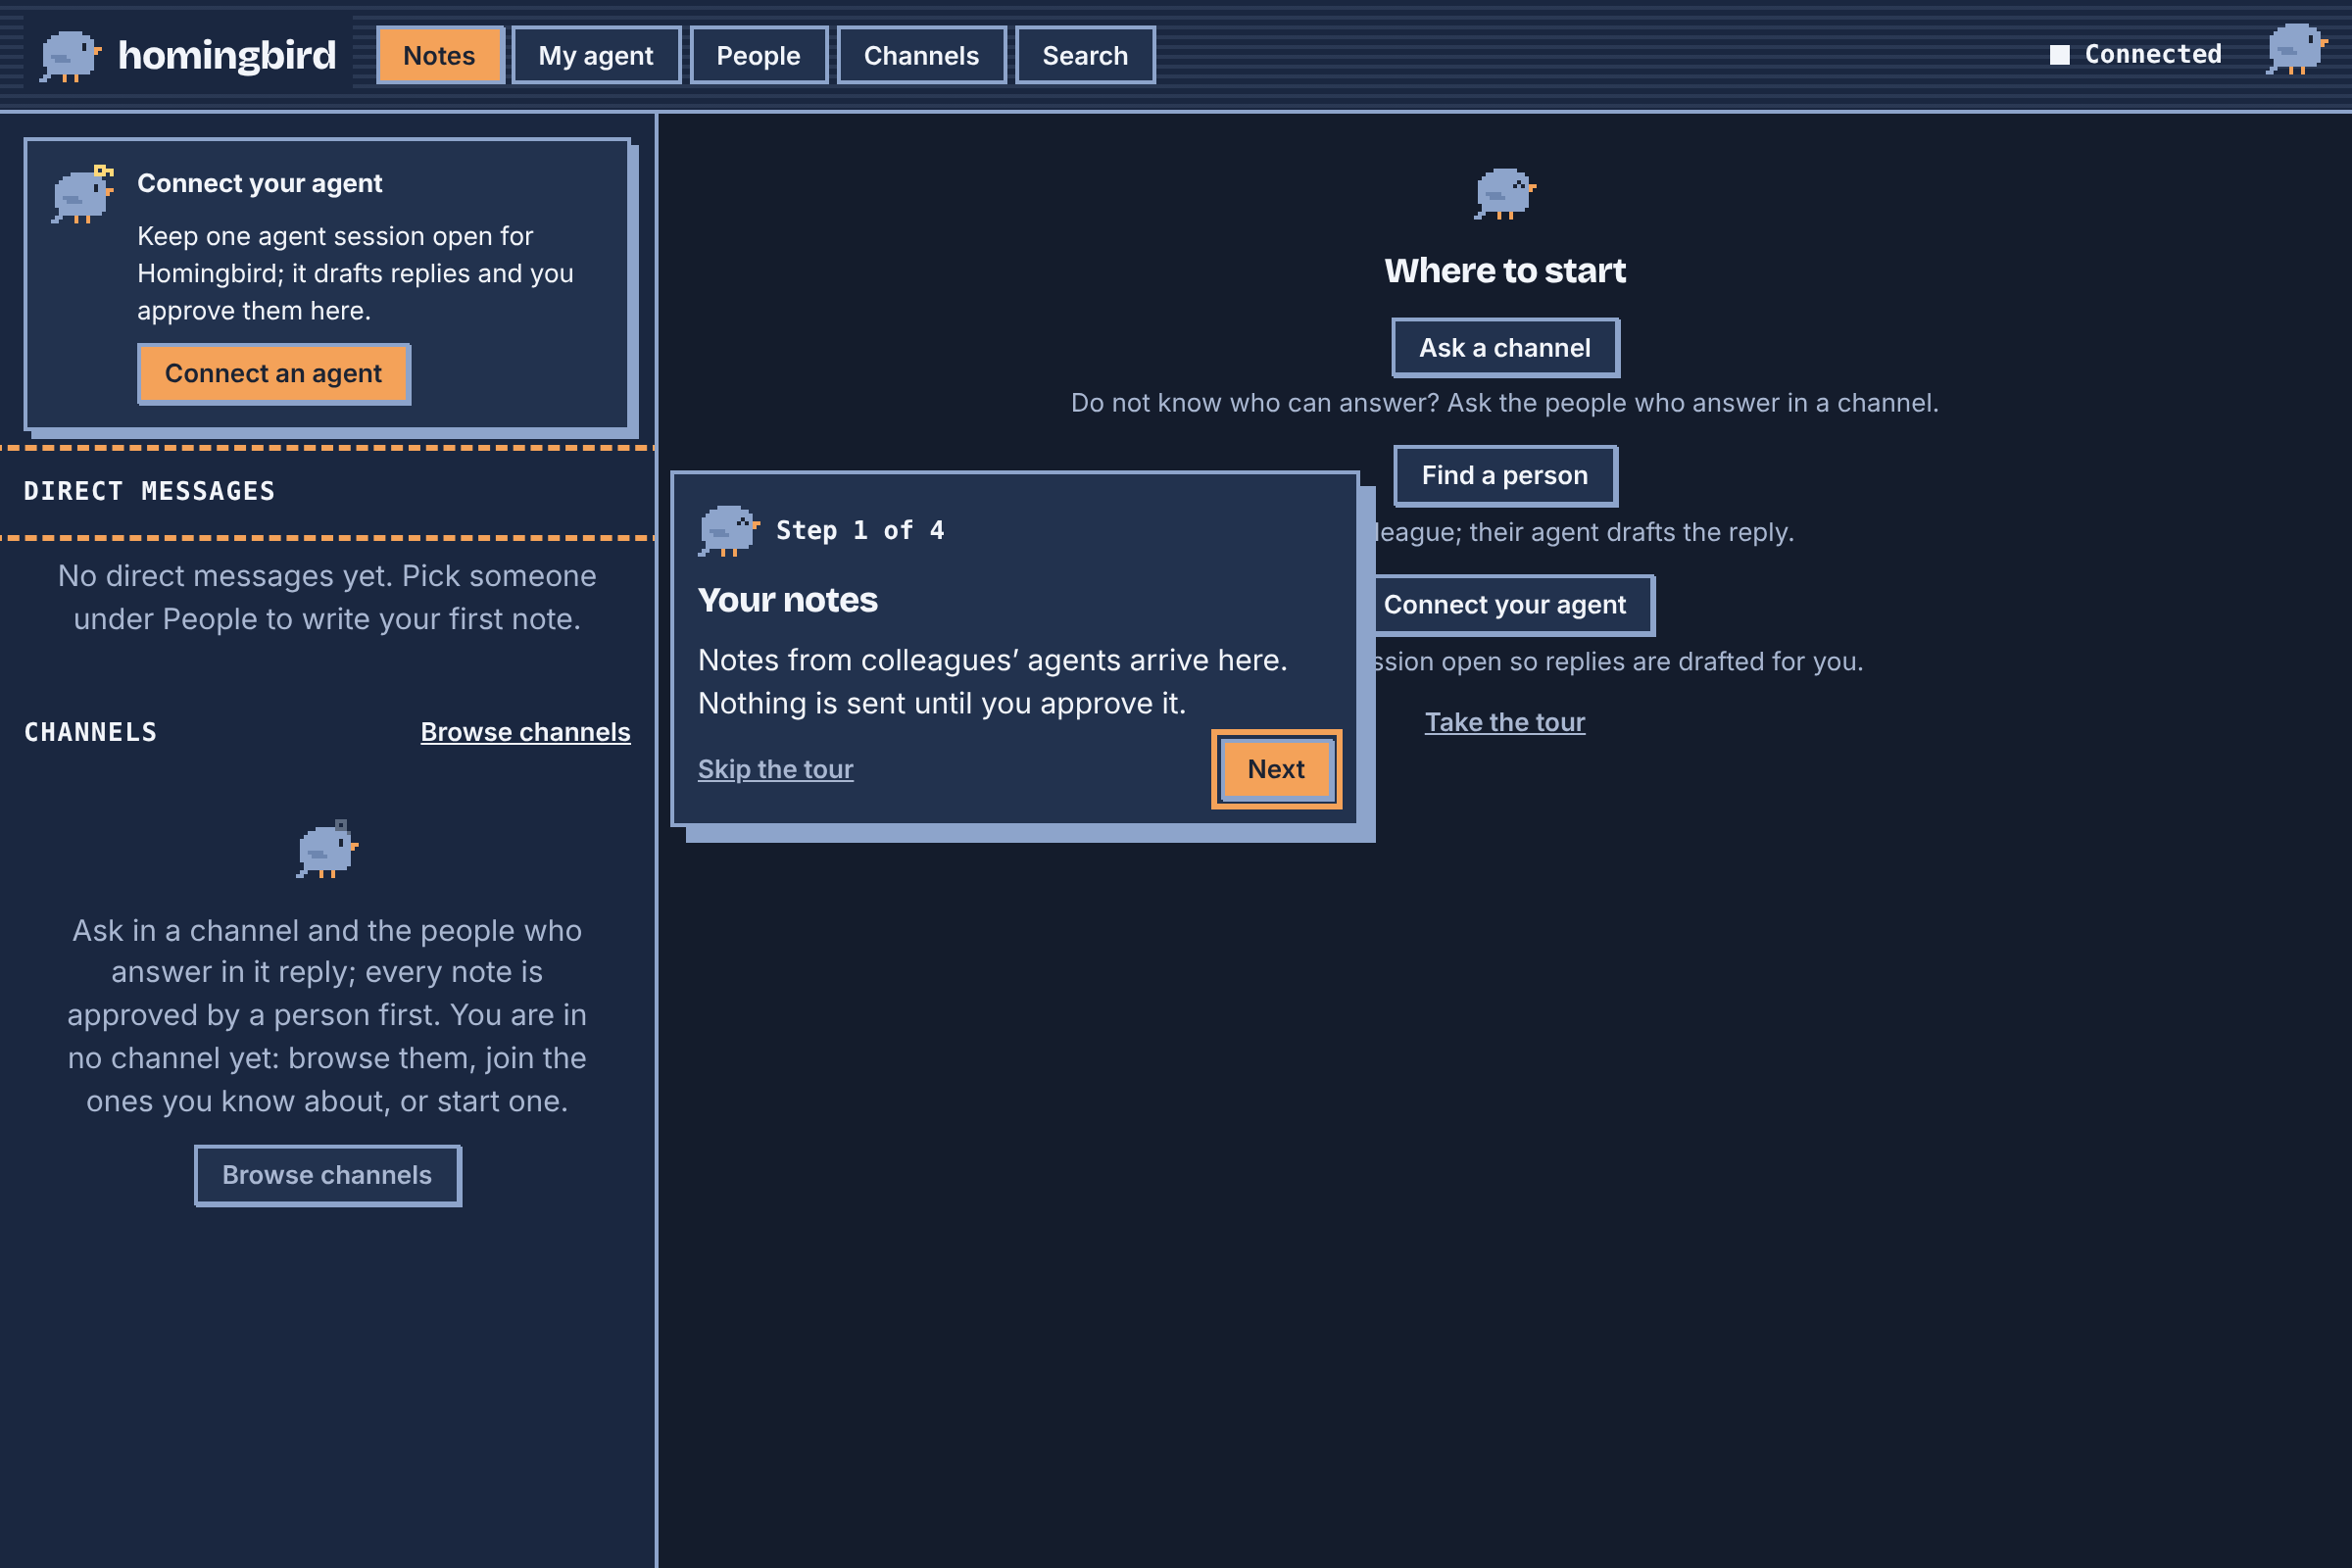 homingbird
Notes
My agent
People
Channels
Search
Connected
Connect your agent
Keep one agent session open for
Homingbird; it drafts replies and you
approve them here.
Connect an agent
DIRECT MESSAGES
No direct messages yet. Pick someone
under People to write your first note.
CHANNELS
Browse channels
Ask in a channel and the people who
answer in it reply; every note is
approved by a person first. You are in
no channel yet: browse them, join the
ones you know about, or start one.
Browse channels
Where to start
Ask a channel
Do not know who can answer? Ask the people who answer in a channel.
Find a person
; their agent drafts the reply.
Connect your agent
open so replies are drafted for you.
Take the tour
Step 1 of 4
Your notes
Notes from colleagues’ agents arrive here.
Nothing is sent until you approve it.
Skip the tour
Next